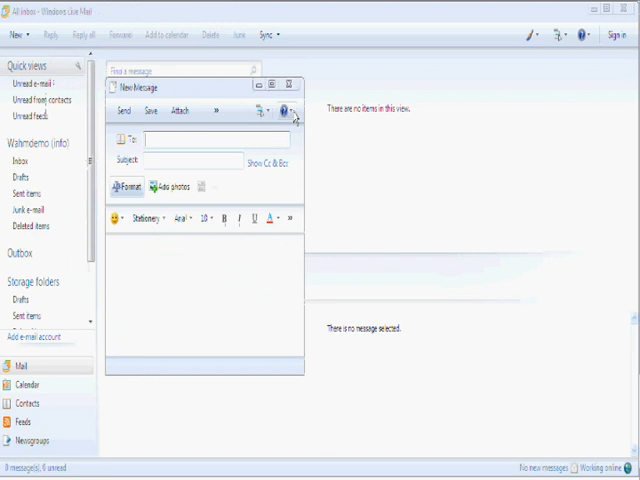 All inbox - Windows Live Mail
New Reply Reply all Forward Add to calendar Delete Junk Sync Sign in
Quick views
Unread e-mail
Unread from contacts
Unread feeds
Wahmdemo (info)
Inbox
Drafts
Sent items
Junk e-mail
Deleted items
Outbox
Storage folders
Drafts
Sent items
Add e-mail account
Mail
Calendar
Contacts
Feeds
Newsgroups
Find a message
New Message
Send Save Attach »
To:
Subject: Show Cc & Bcc
Format Add photos
Stationery Arial 10 B I U A »
There are no items in this view.
There is no message selected.
0 message(s), 0 unread
No new messages Working online